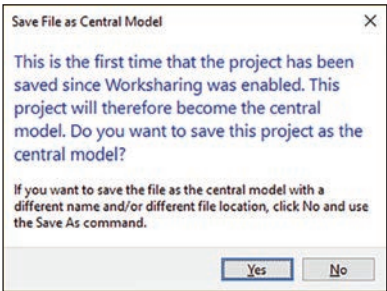 Save File as Central Model
This is the first time that the project has been
saved since Worksharing was enabled. This
project will therefore become the central
model. Do you want to save this project as the
central model?
If you want to save the file as the central model with a
different name and/or different file location, click No and use
the Save As command.
Yes No